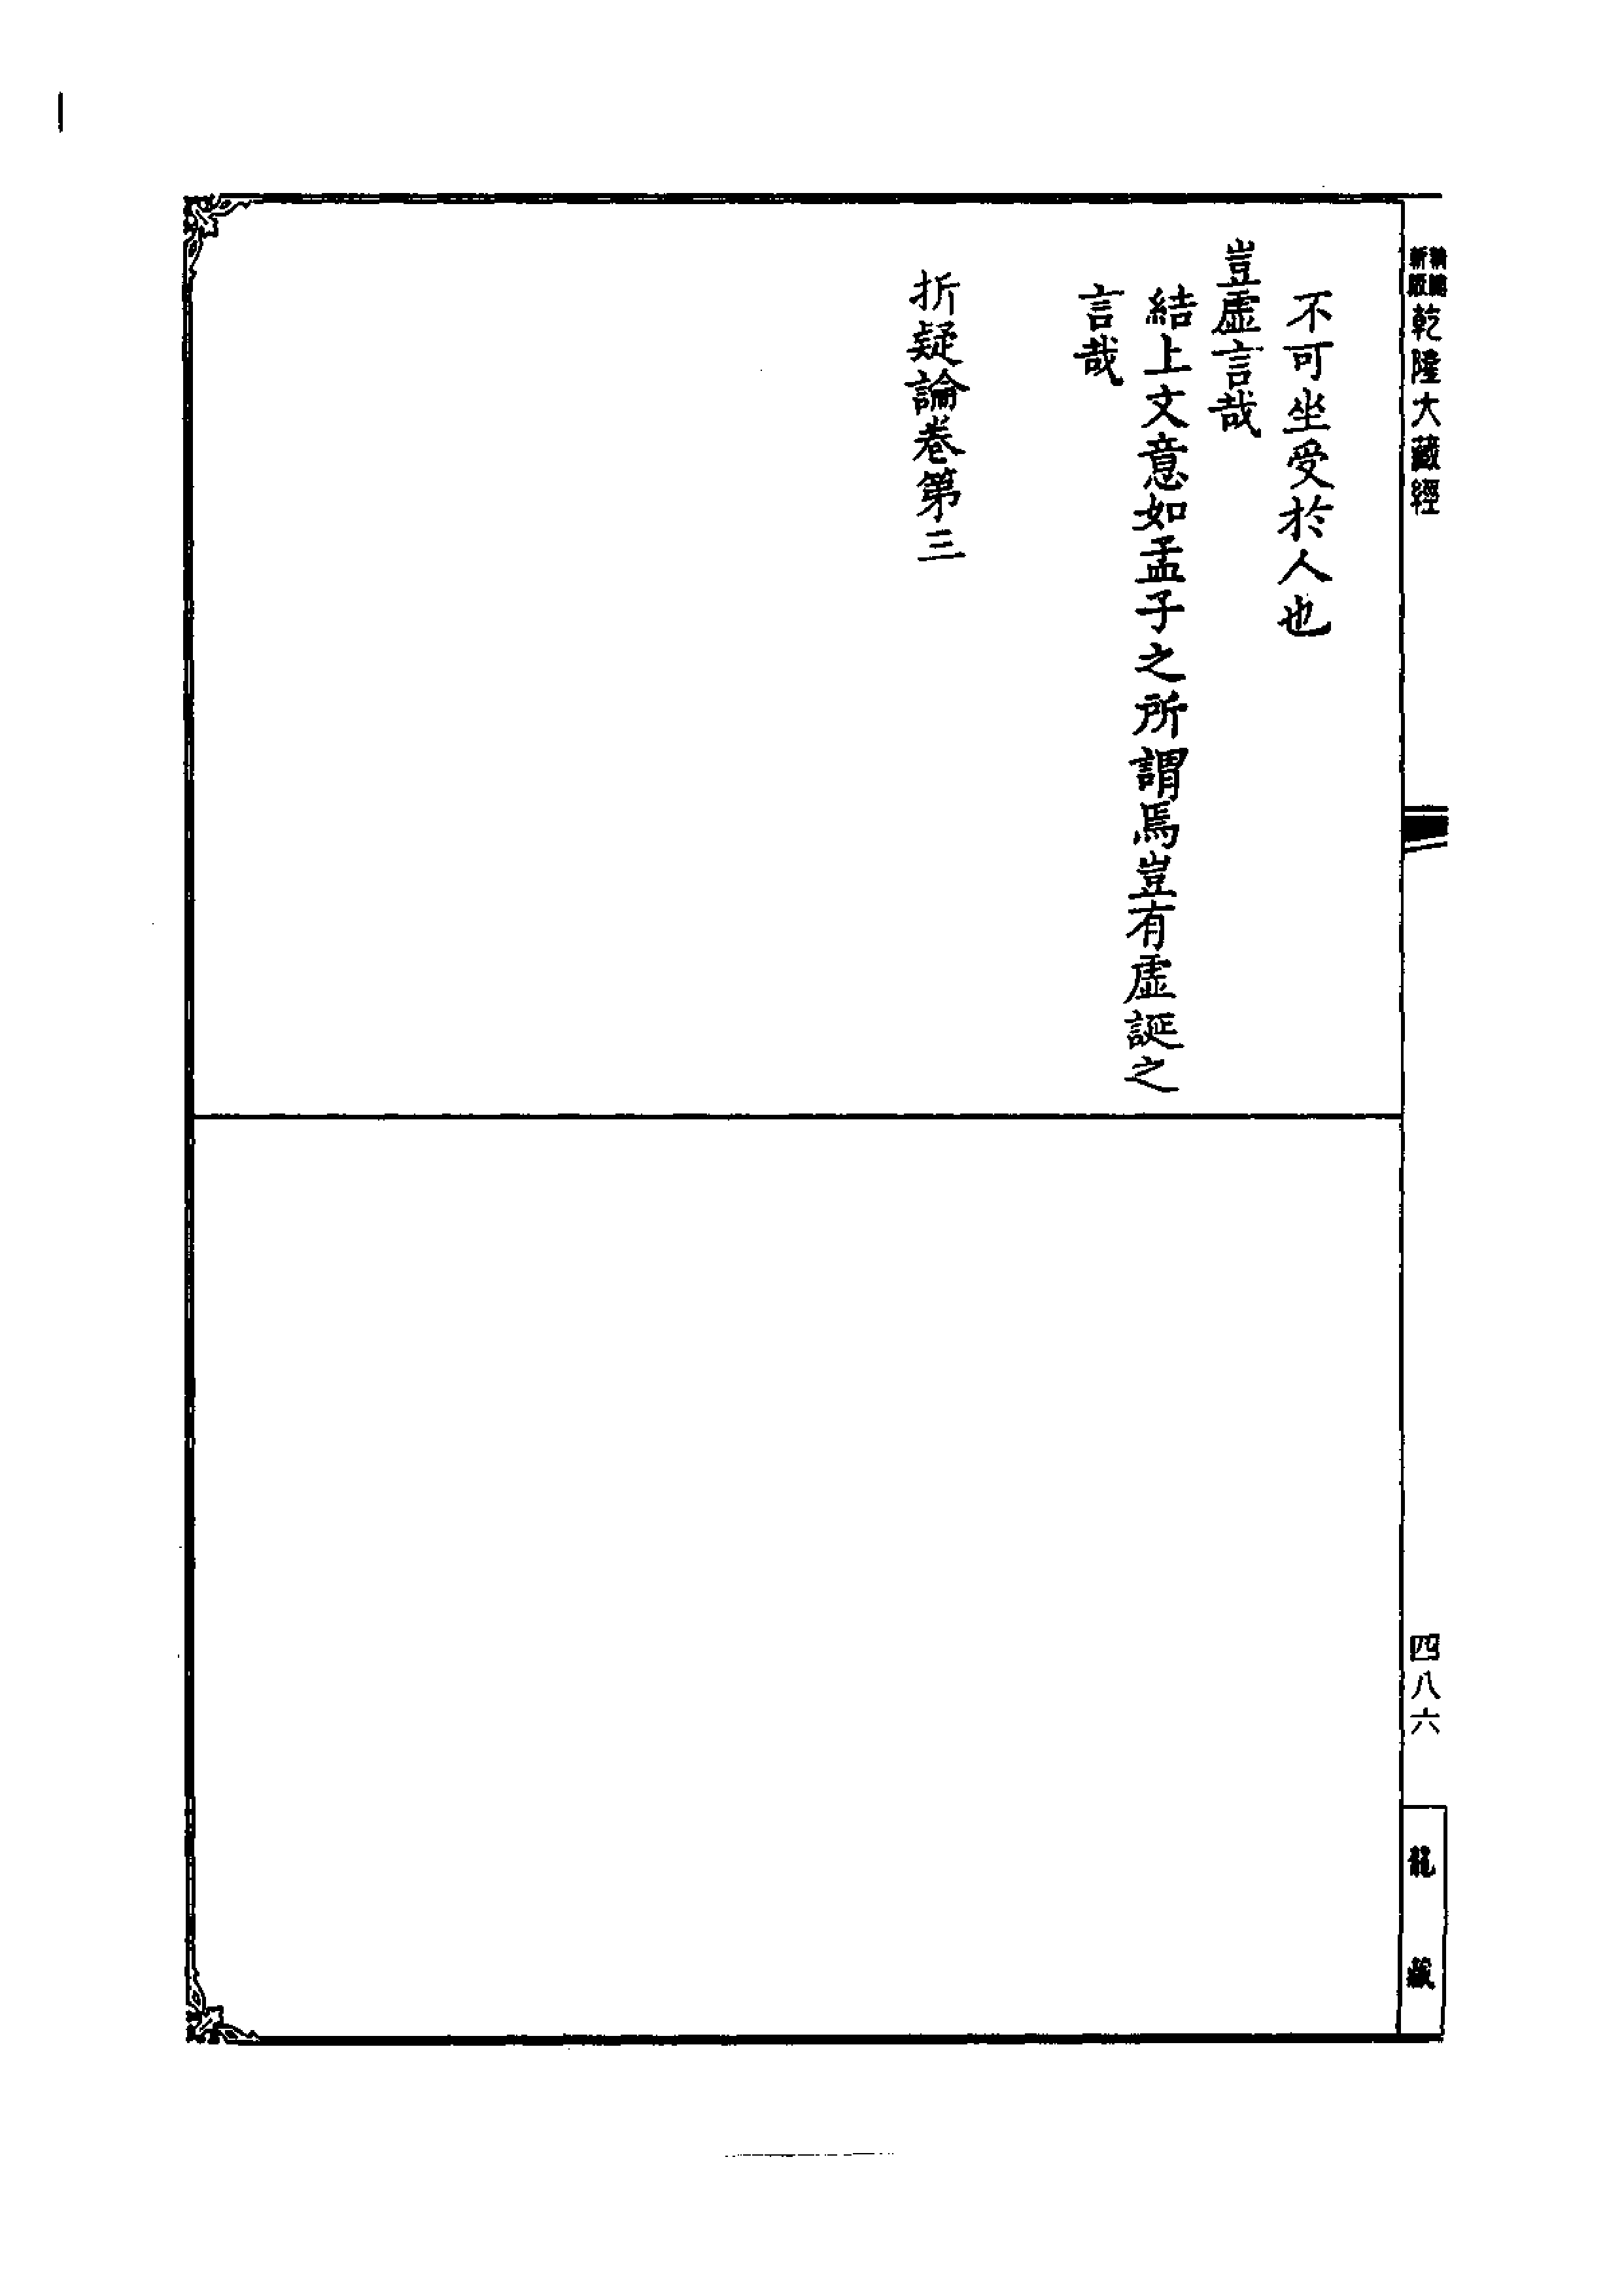 新版乾隆大藏經
不可坐受於人也
豈虛言哉
結上文意如孟子之所謂焉豈有虛誕之
言哉
折疑論卷第三
四八六
龍藏